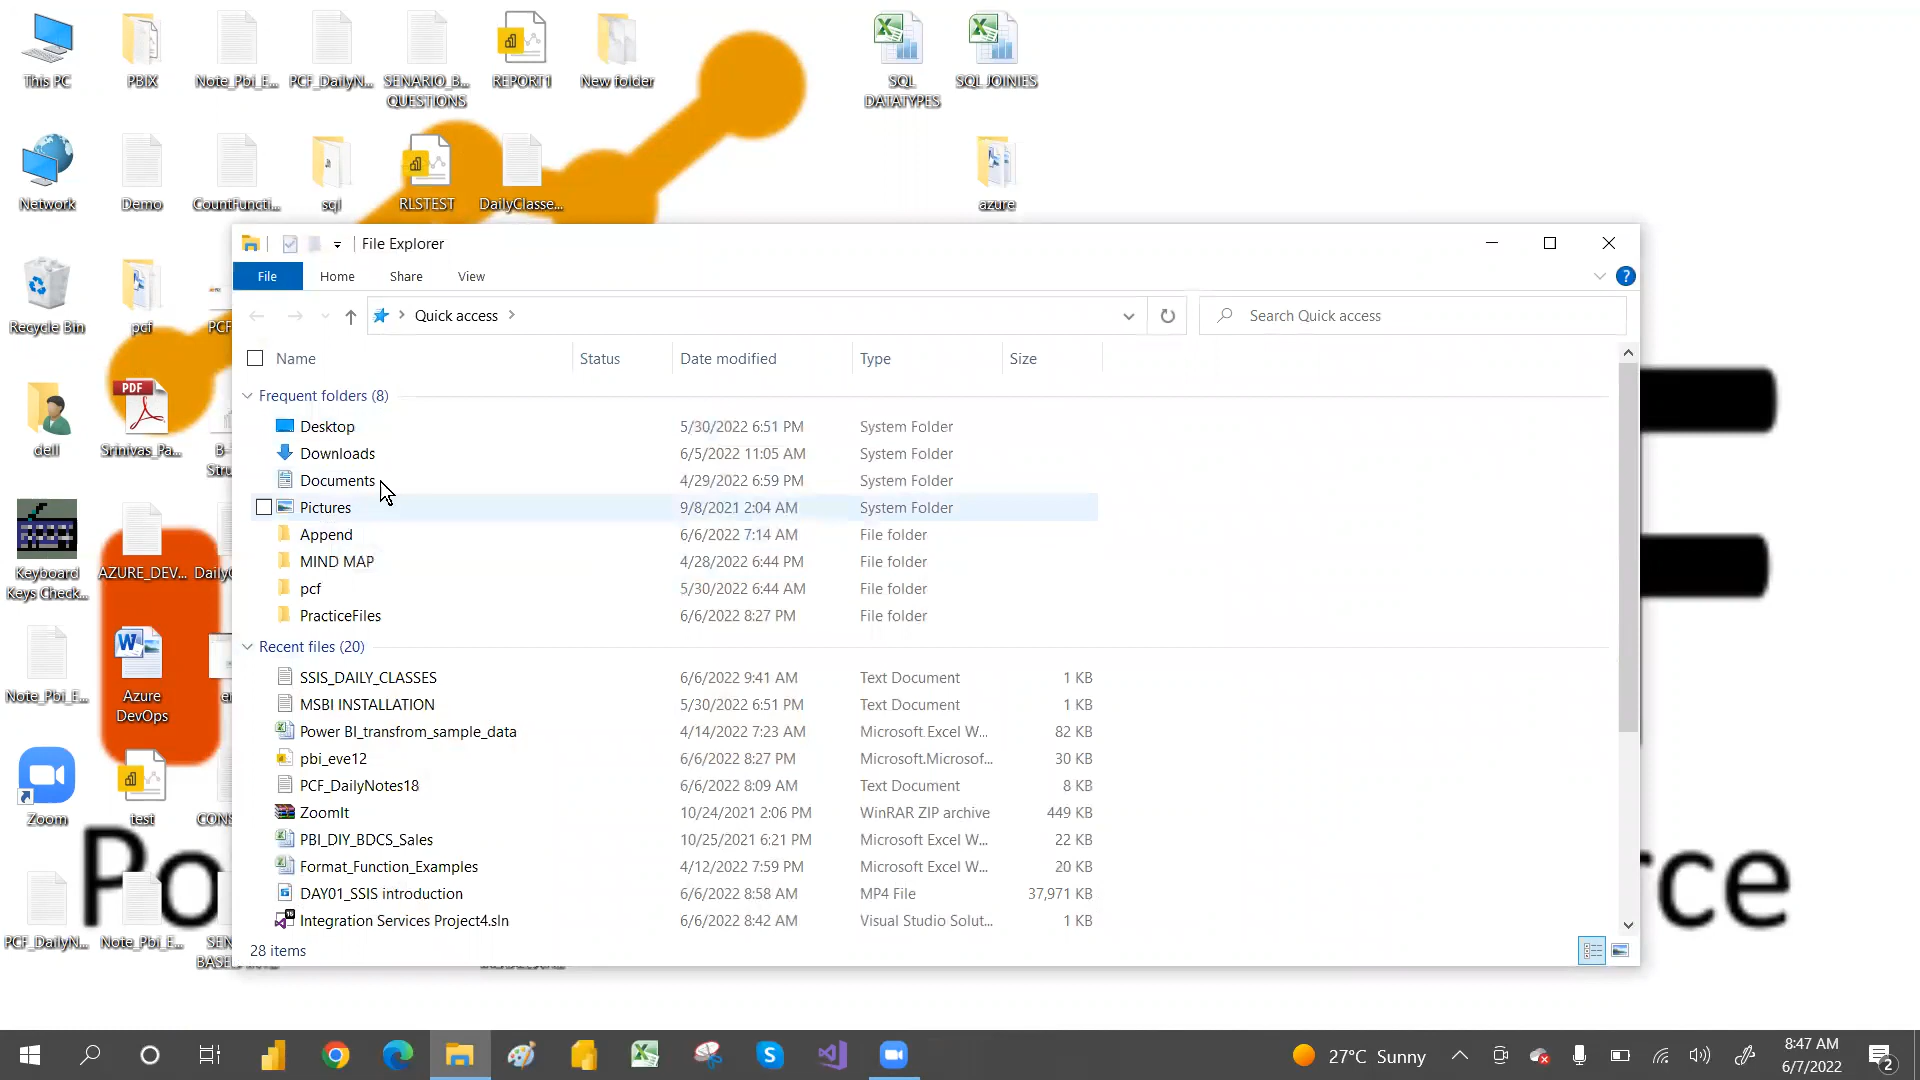 This PC
PBIX
Note_Pbi_E...
PCF_DailyN...
SENARIO_B...
QUESTIONS
REPORT1
New folder
SQL
DATATYPES
SQL JOINIES
Network
Demo
CountFuncti...
sql
RLSTEST
DailyClasse...
azure
Recycle Bin
pcf
PCF
dell
PDF
Srinivas_Pa...
B-
Stru
Keyboard
Keys Check...
AZURE_DEV...
DailyC
Note_Pbi_E...
Azure
DevOps
er
Zoom
test
CONS
PCF_DailyN...
Note_Pbi_E...
SEN
BASE
Po
rce
File Explorer
File
Home
Share
View
Quick access
Search Quick access
Name
Status
Date modified
Type
Size
Frequent folders (8)
Desktop 5/30/2022 6:51 PM System Folder
Downloads 6/5/2022 11:05 AM System Folder
Documents 4/29/2022 6:59 PM System Folder
Pictures 9/8/2021 2:04 AM System Folder
Append 6/6/2022 7:14 AM File folder
MIND MAP 4/28/2022 6:44 PM File folder
pcf 5/30/2022 6:44 AM File folder
PracticeFiles 6/6/2022 8:27 PM File folder
Recent files (20)
SSIS_DAILY_CLASSES 6/6/2022 9:41 AM Text Document 1 KB
MSBI INSTALLATION 5/30/2022 6:51 PM Text Document 1 KB
Power BI_transfrom_sample_data 4/14/2022 7:23 AM Microsoft Excel W... 82 KB
pbi_eve12 6/6/2022 8:27 PM Microsoft.Microsof... 30 KB
PCF_DailyNotes18 6/6/2022 8:09 AM Text Document 8 KB
ZoomIt 10/24/2021 2:06 PM WinRAR ZIP archive 449 KB
PBI_DIY_BDCS_Sales 10/25/2021 6:21 PM Microsoft Excel W... 22 KB
Format_Function_Examples 4/12/2022 7:59 PM Microsoft Excel W... 20 KB
DAY01_SSIS introduction 6/6/2022 8:58 AM MP4 File 37,971 KB
Integration Services Project4.sln 6/6/2022 8:42 AM Visual Studio Solut... 1 KB
28 items
27°C Sunny
8:47 AM
6/7/2022
2